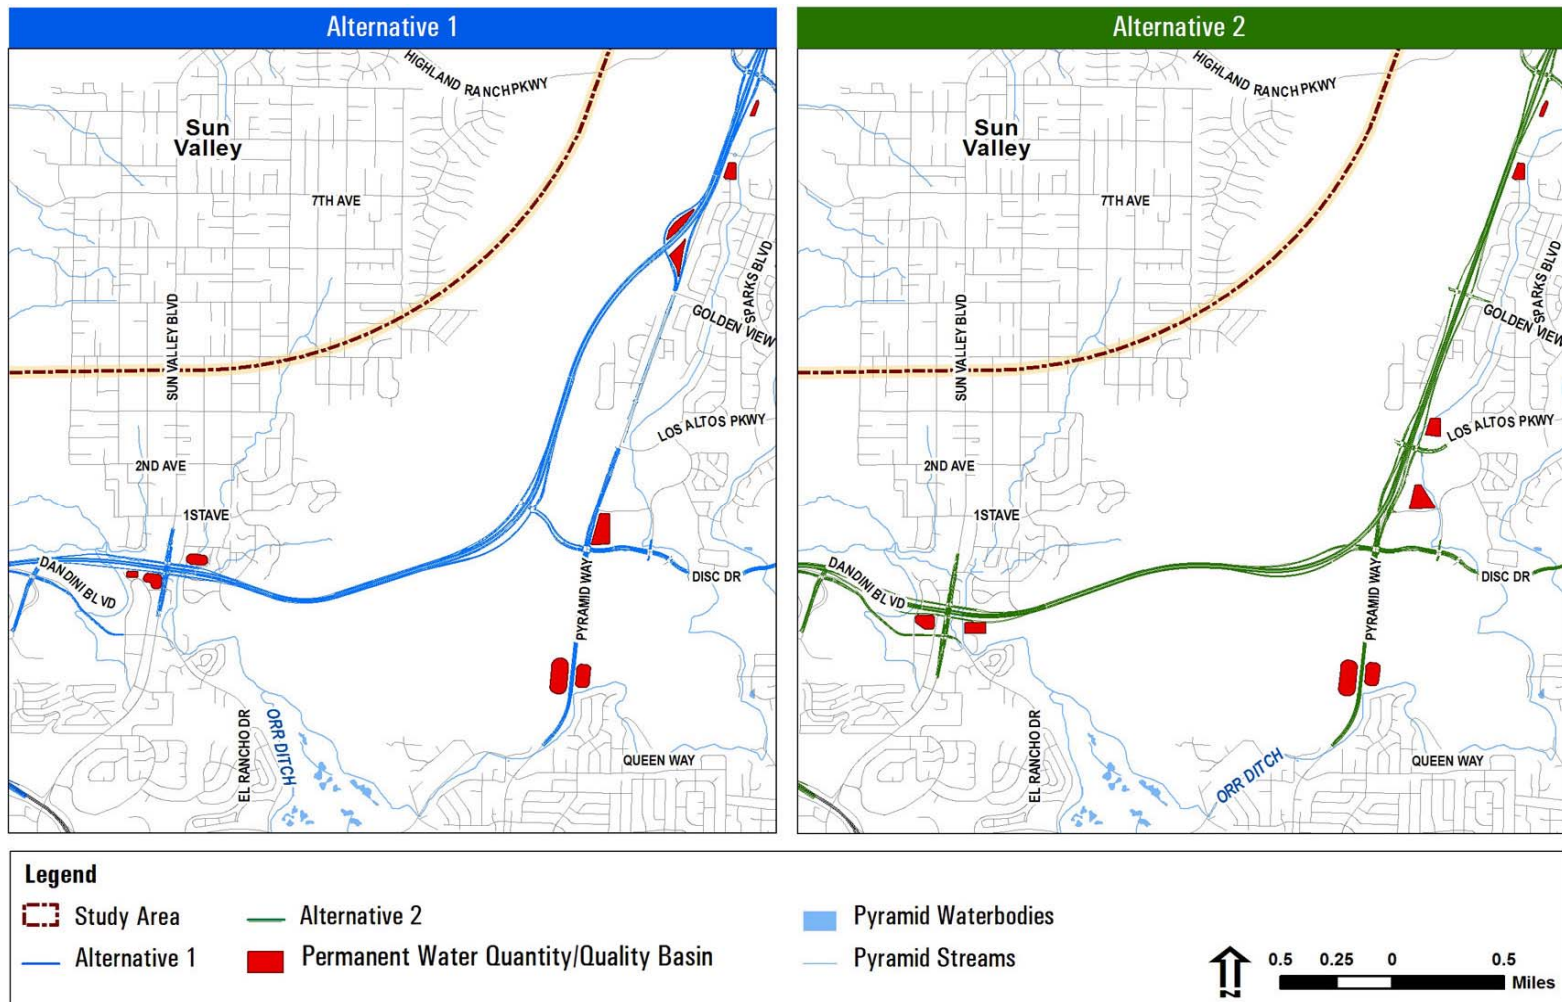 Alternative 1
HIGHLAND RANCH PKWY
Sun
Valley
7TH AVE
SUN VALLEY BLVD
SPARKS BLVD
GOLDEN VIEW
LOS ALTOS PKWY
2ND AVE
1STAVE
DANDINI BLVD
DISC DR
PYRAMID WAY
EL RANCHO DR
ORR DITCH
QUEEN WAY
Alternative 2
HIGHLAND RANCH PKWY
Sun
Valley
7TH AVE
SUN VALLEY BLVD
SPARKS BLVD
GOLDEN VIEW
LOS ALTOS PKWY
2ND AVE
1STAVE
DANDINI BLVD
DISC DR
PYRAMID WAY
EL RANCHO DR
ORR DITCH
QUEEN WAY
Legend
Study Area
Alternative 1
Alternative 2
Permanent Water Quantity/Quality Basin
Pyramid Waterbodies
Pyramid Streams
N
0.5 0.25 0 0.5
Miles